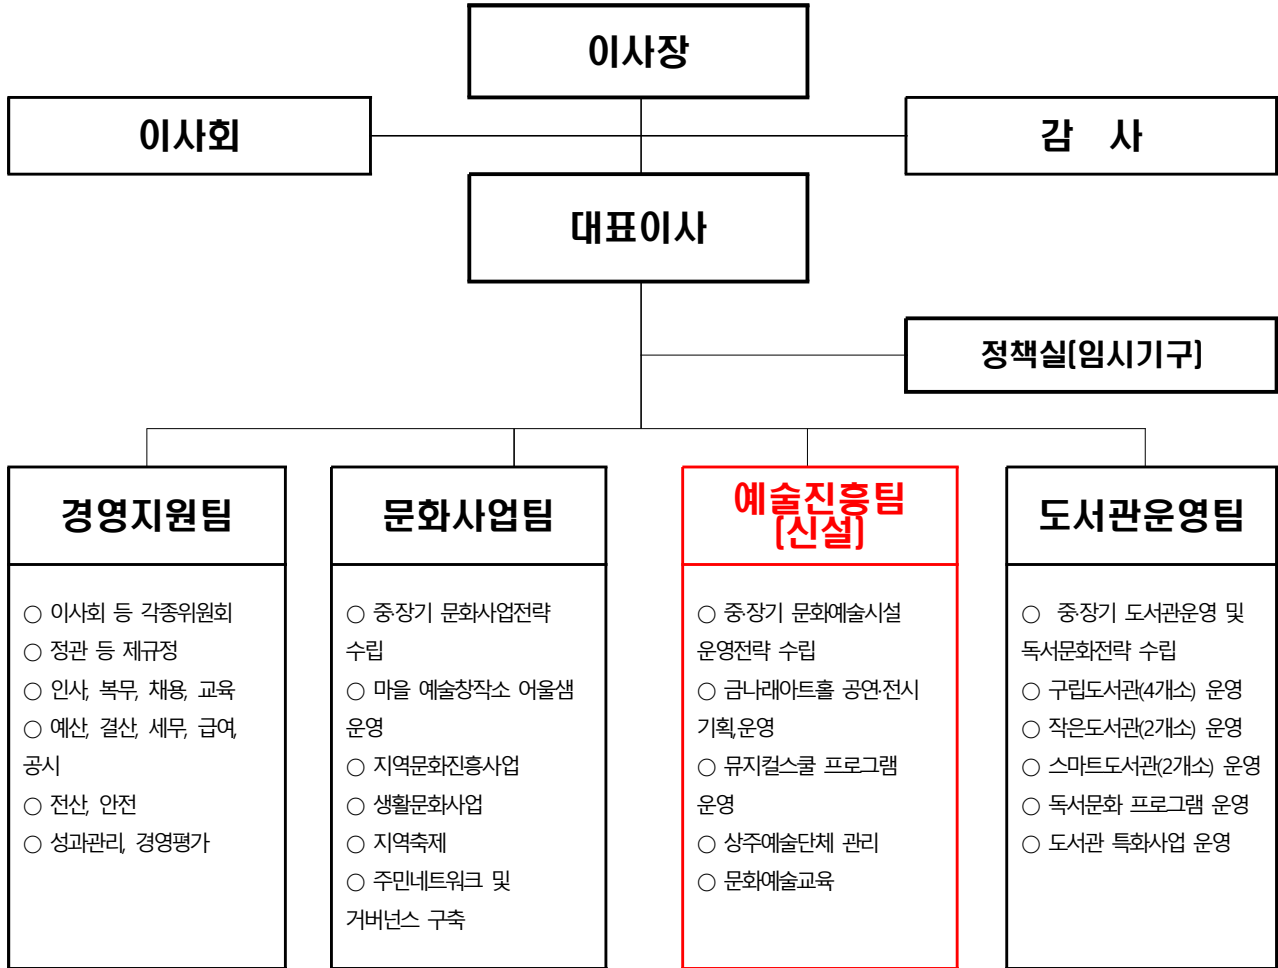 이사장
이사회
감 사
대표이사
정책실[임시기구]
경영지원팀
○ 이사회 등 각종위원회
○ 정관 등 제규정
○ 인사, 복무, 채용, 교육
○ 예산, 결산, 세무, 급여,
공시
○ 전산, 안전
○ 성과관리, 경영평가
문화사업팀
○ 중·장기 문화사업전략
수립
○ 마을 예술창작소 어울샘
운영
○ 지역문화진흥사업
○ 생활문화사업
○ 지역축제
○ 주민네트워크 및
거버넌스 구축
예술진흥팀
[신설]
○ 중·장기 문화예술시설
운영전략 수립
○ 금나래아트홀 공연·전시
기획,운영
○ 뮤지컬스쿨 프로그램
운영
○ 상주예술단체 관리
○ 문화예술교육
도서관운영팀
○ 중·장기 도서관운영 및
독서문화전략 수립
○ 구립도서관(4개소) 운영
○ 작은도서관(2개소) 운영
○ 스마트도서관(2개소) 운영
○ 독서문화 프로그램 운영
○ 도서관 특화사업 운영